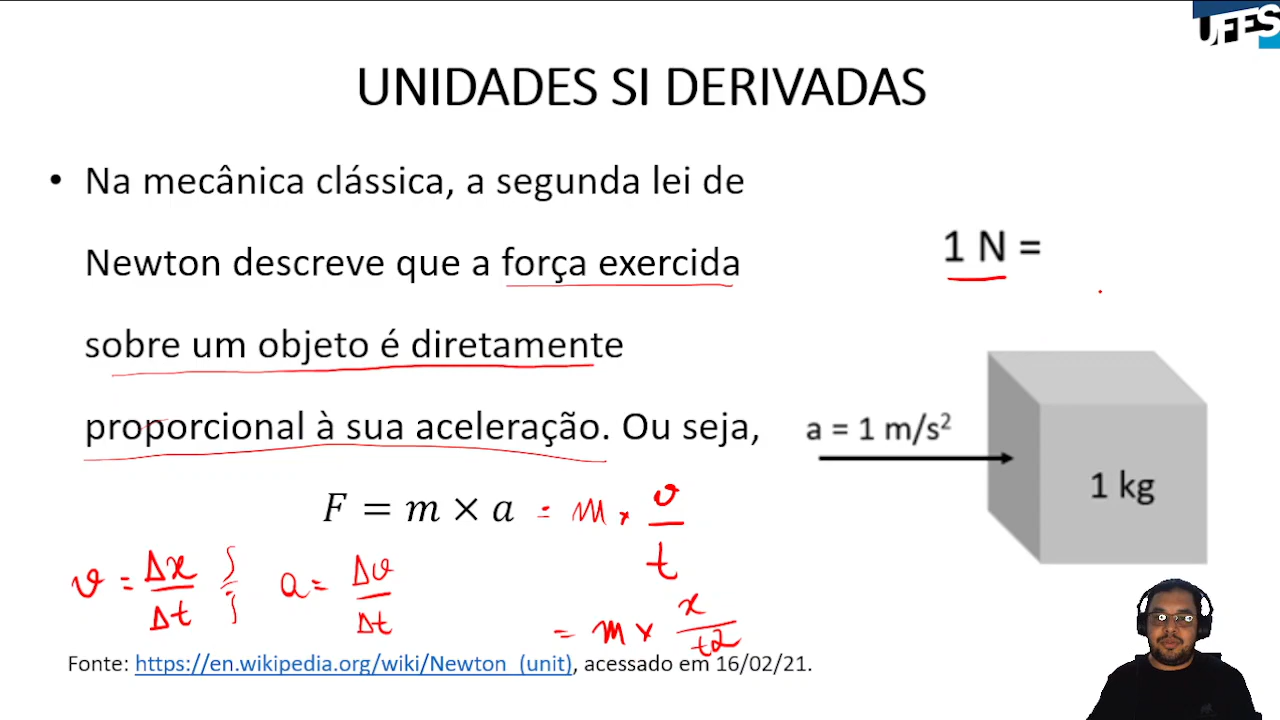 UFES
UNIDADES SI DERIVADAS
• Na mecânica clássica, a segunda lei de
Newton descreve que a força exercida
sobre um objeto é diretamente
proporcional à sua aceleração. Ou seja,
F = m × a = m × v/t
v = Δx/Δt ; a = Δv/Δt
= m × x/t2
Fonte: https://en.wikipedia.org/wiki/Newton_(unit), acessado em 16/02/21.
1 N =
a = 1 m/s²
1 kg